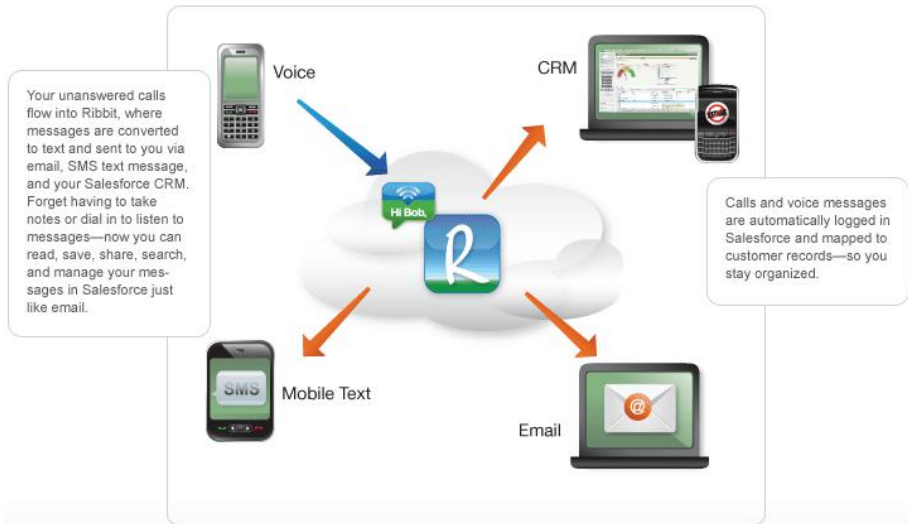 Voice
CRM
Your unanswered calls
flow into Ribbit, where
messages are converted
to text and sent to you via
email, SMS text message,
and your Salesforce CRM.
Forget having to take
notes or dial in to listen to
messages—now you can
read, save, share, search,
and manage your mes-
sages in Salesforce just
like email.
Hi Bob,
R
Calls and voice messages
are automatically logged in
Salesforce and mapped to
customer records—so you
stay organized.
SMS
Mobile Text
@
Email